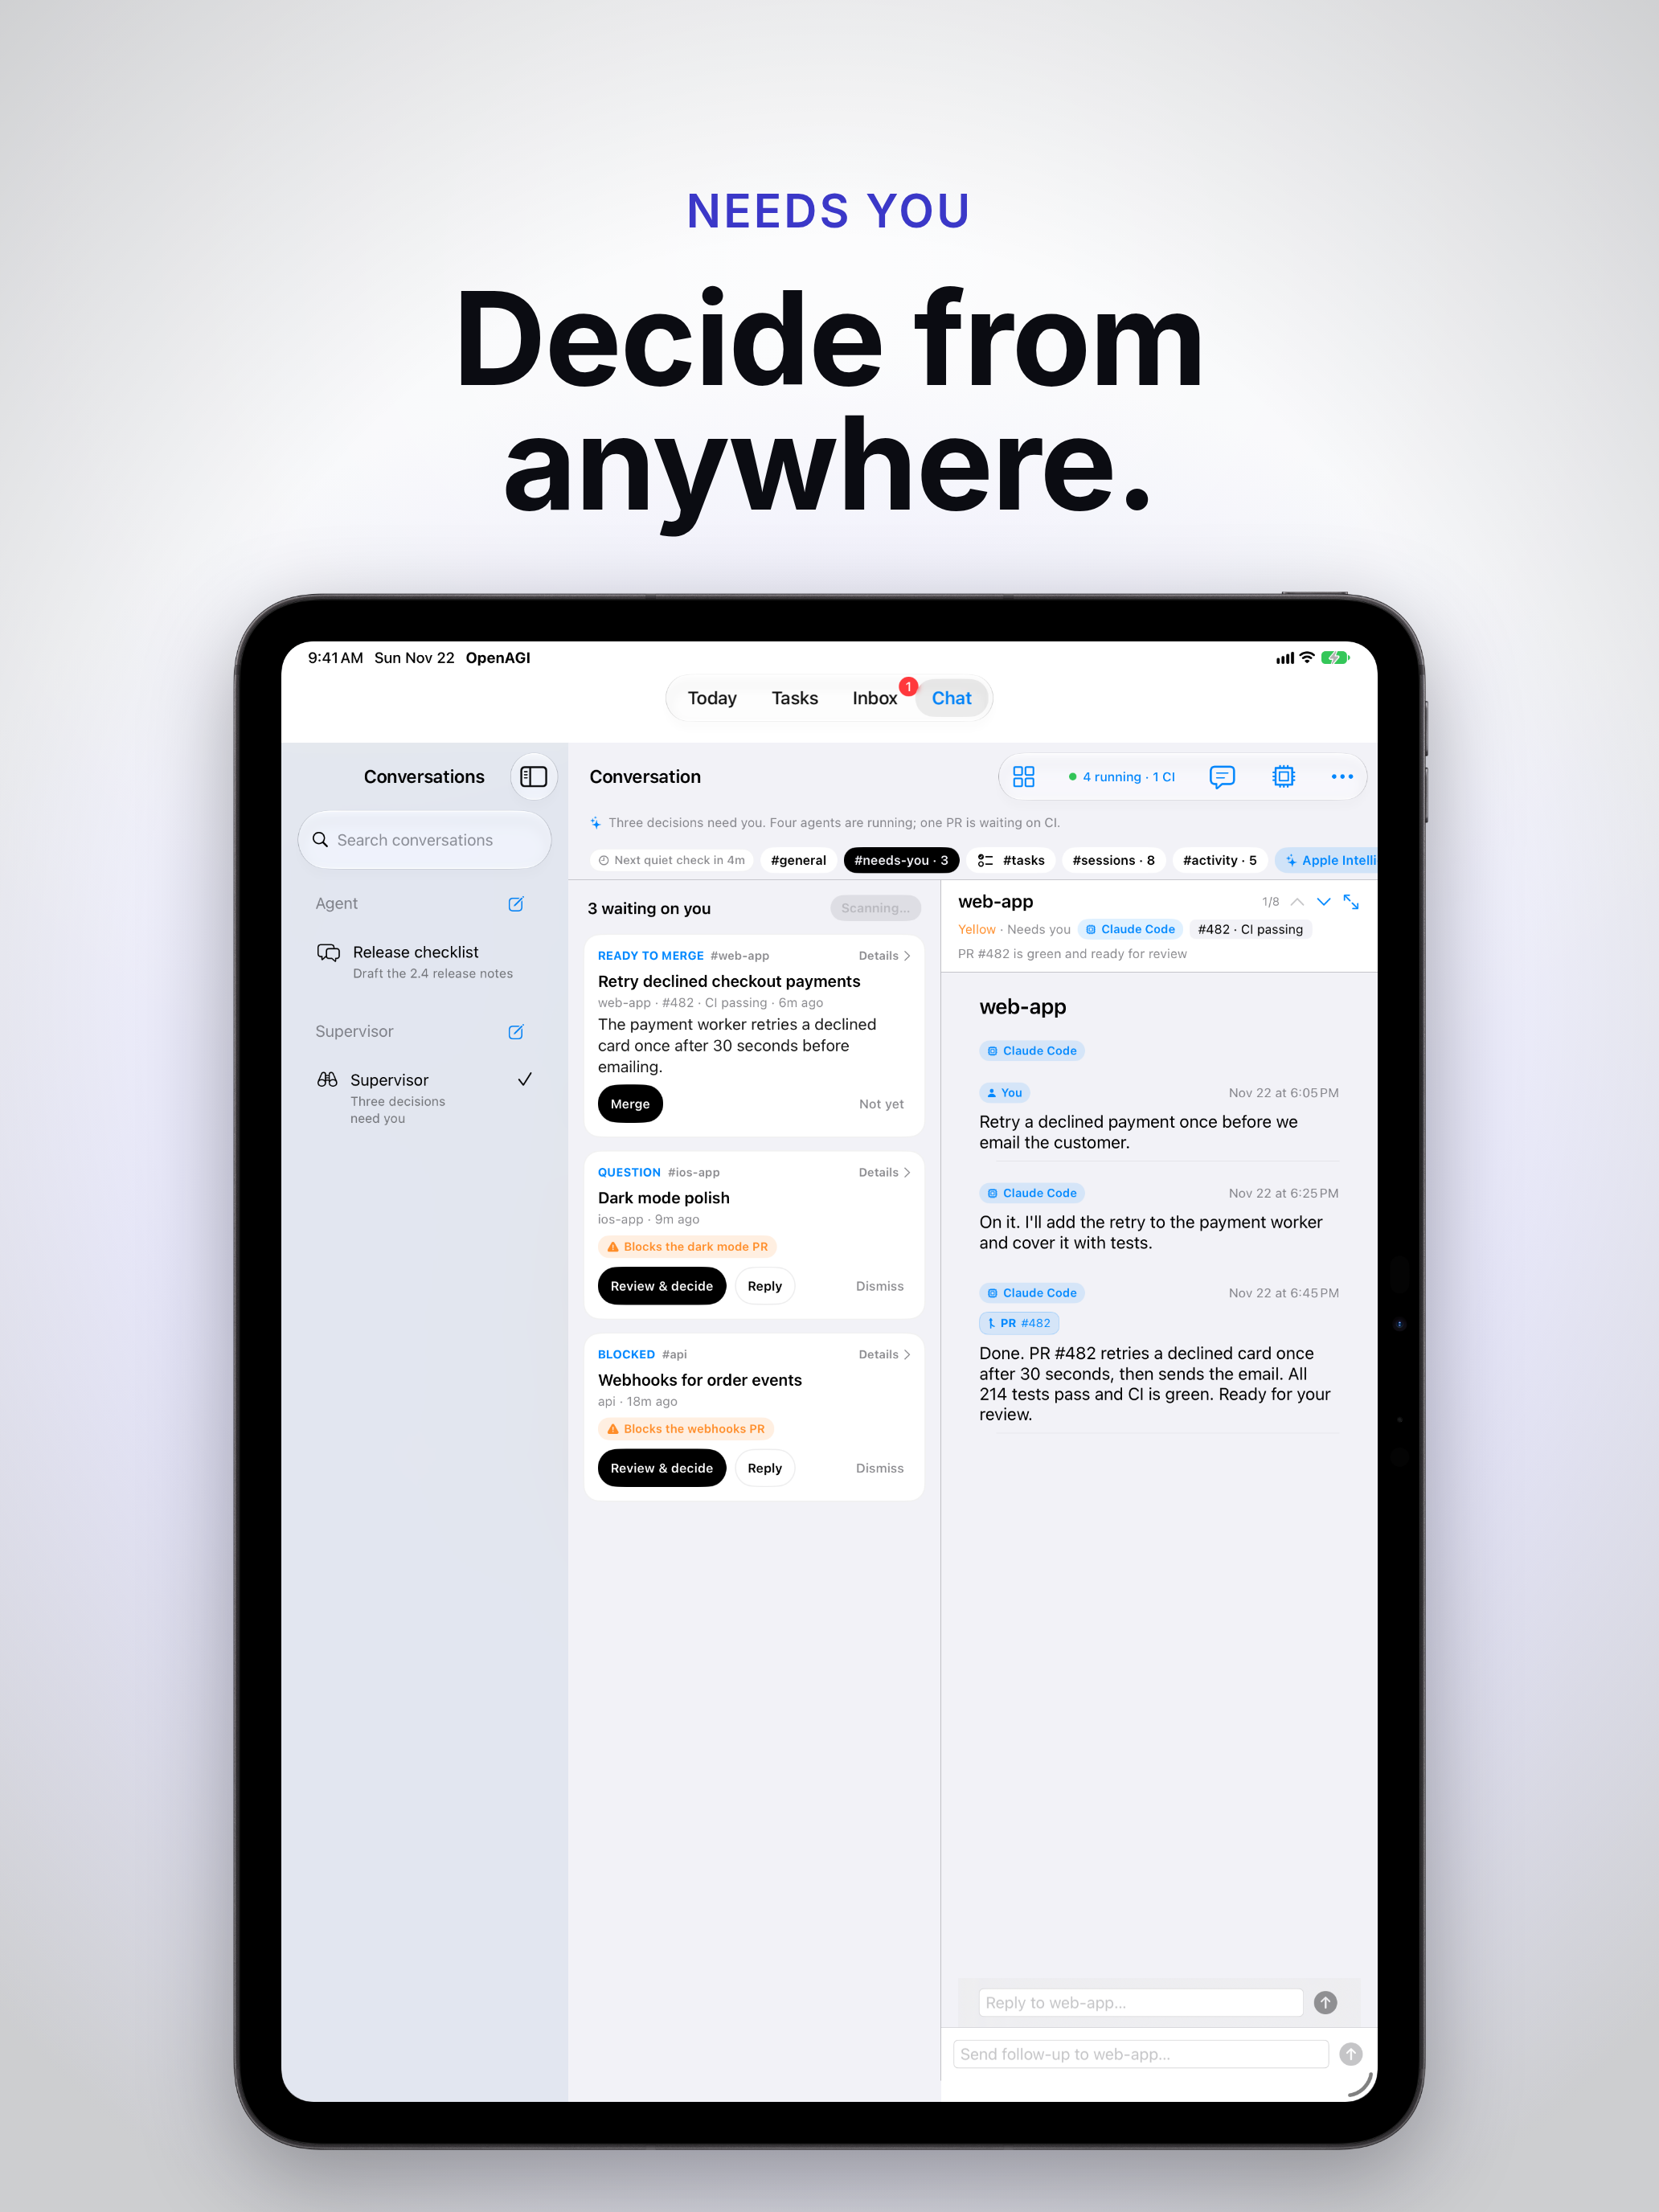 NEEDS YOU
Decide from
anywhere.
9:41 AM Sun Nov 22 OpenAGI
Today Tasks Inbox 1 Chat
Conversations
Search conversations
Agent
Release checklist
Draft the 2.4 release notes
Supervisor
Supervisor
Three decisions
need you
Conversation
4 running · 1 CI
Three decisions need you. Four agents are running; one PR is waiting on CI.
Next quiet check in 4m #general #needs-you · 3 #tasks #sessions · 8 #activity · 5 Apple Intelli
3 waiting on you Scanning...
READY TO MERGE #web-app Details
Retry declined checkout payments
web-app · #482 · CI passing · 6m ago
The payment worker retries a declined
card once after 30 seconds before
emailing.
Merge Not yet
QUESTION #ios-app Details
Dark mode polish
ios-app · 9m ago
Blocks the dark mode PR
Review & decide Reply Dismiss
BLOCKED #api Details
Webhooks for order events
api · 18m ago
Blocks the webhooks PR
Review & decide Reply Dismiss
web-app 1/8
Yellow · Needs you Claude Code #482 · CI passing
PR #482 is green and ready for review
web-app
Claude Code
You Nov 22 at 6:05 PM
Retry a declined payment once before we
email the customer.
Claude Code Nov 22 at 6:25 PM
On it. I'll add the retry to the payment worker
and cover it with tests.
Claude Code Nov 22 at 6:45 PM
PR #482
Done. PR #482 retries a declined card once
after 30 seconds, then sends the email. All
214 tests pass and CI is green. Ready for your
review.
Reply to web-app...
Send follow-up to web-app...